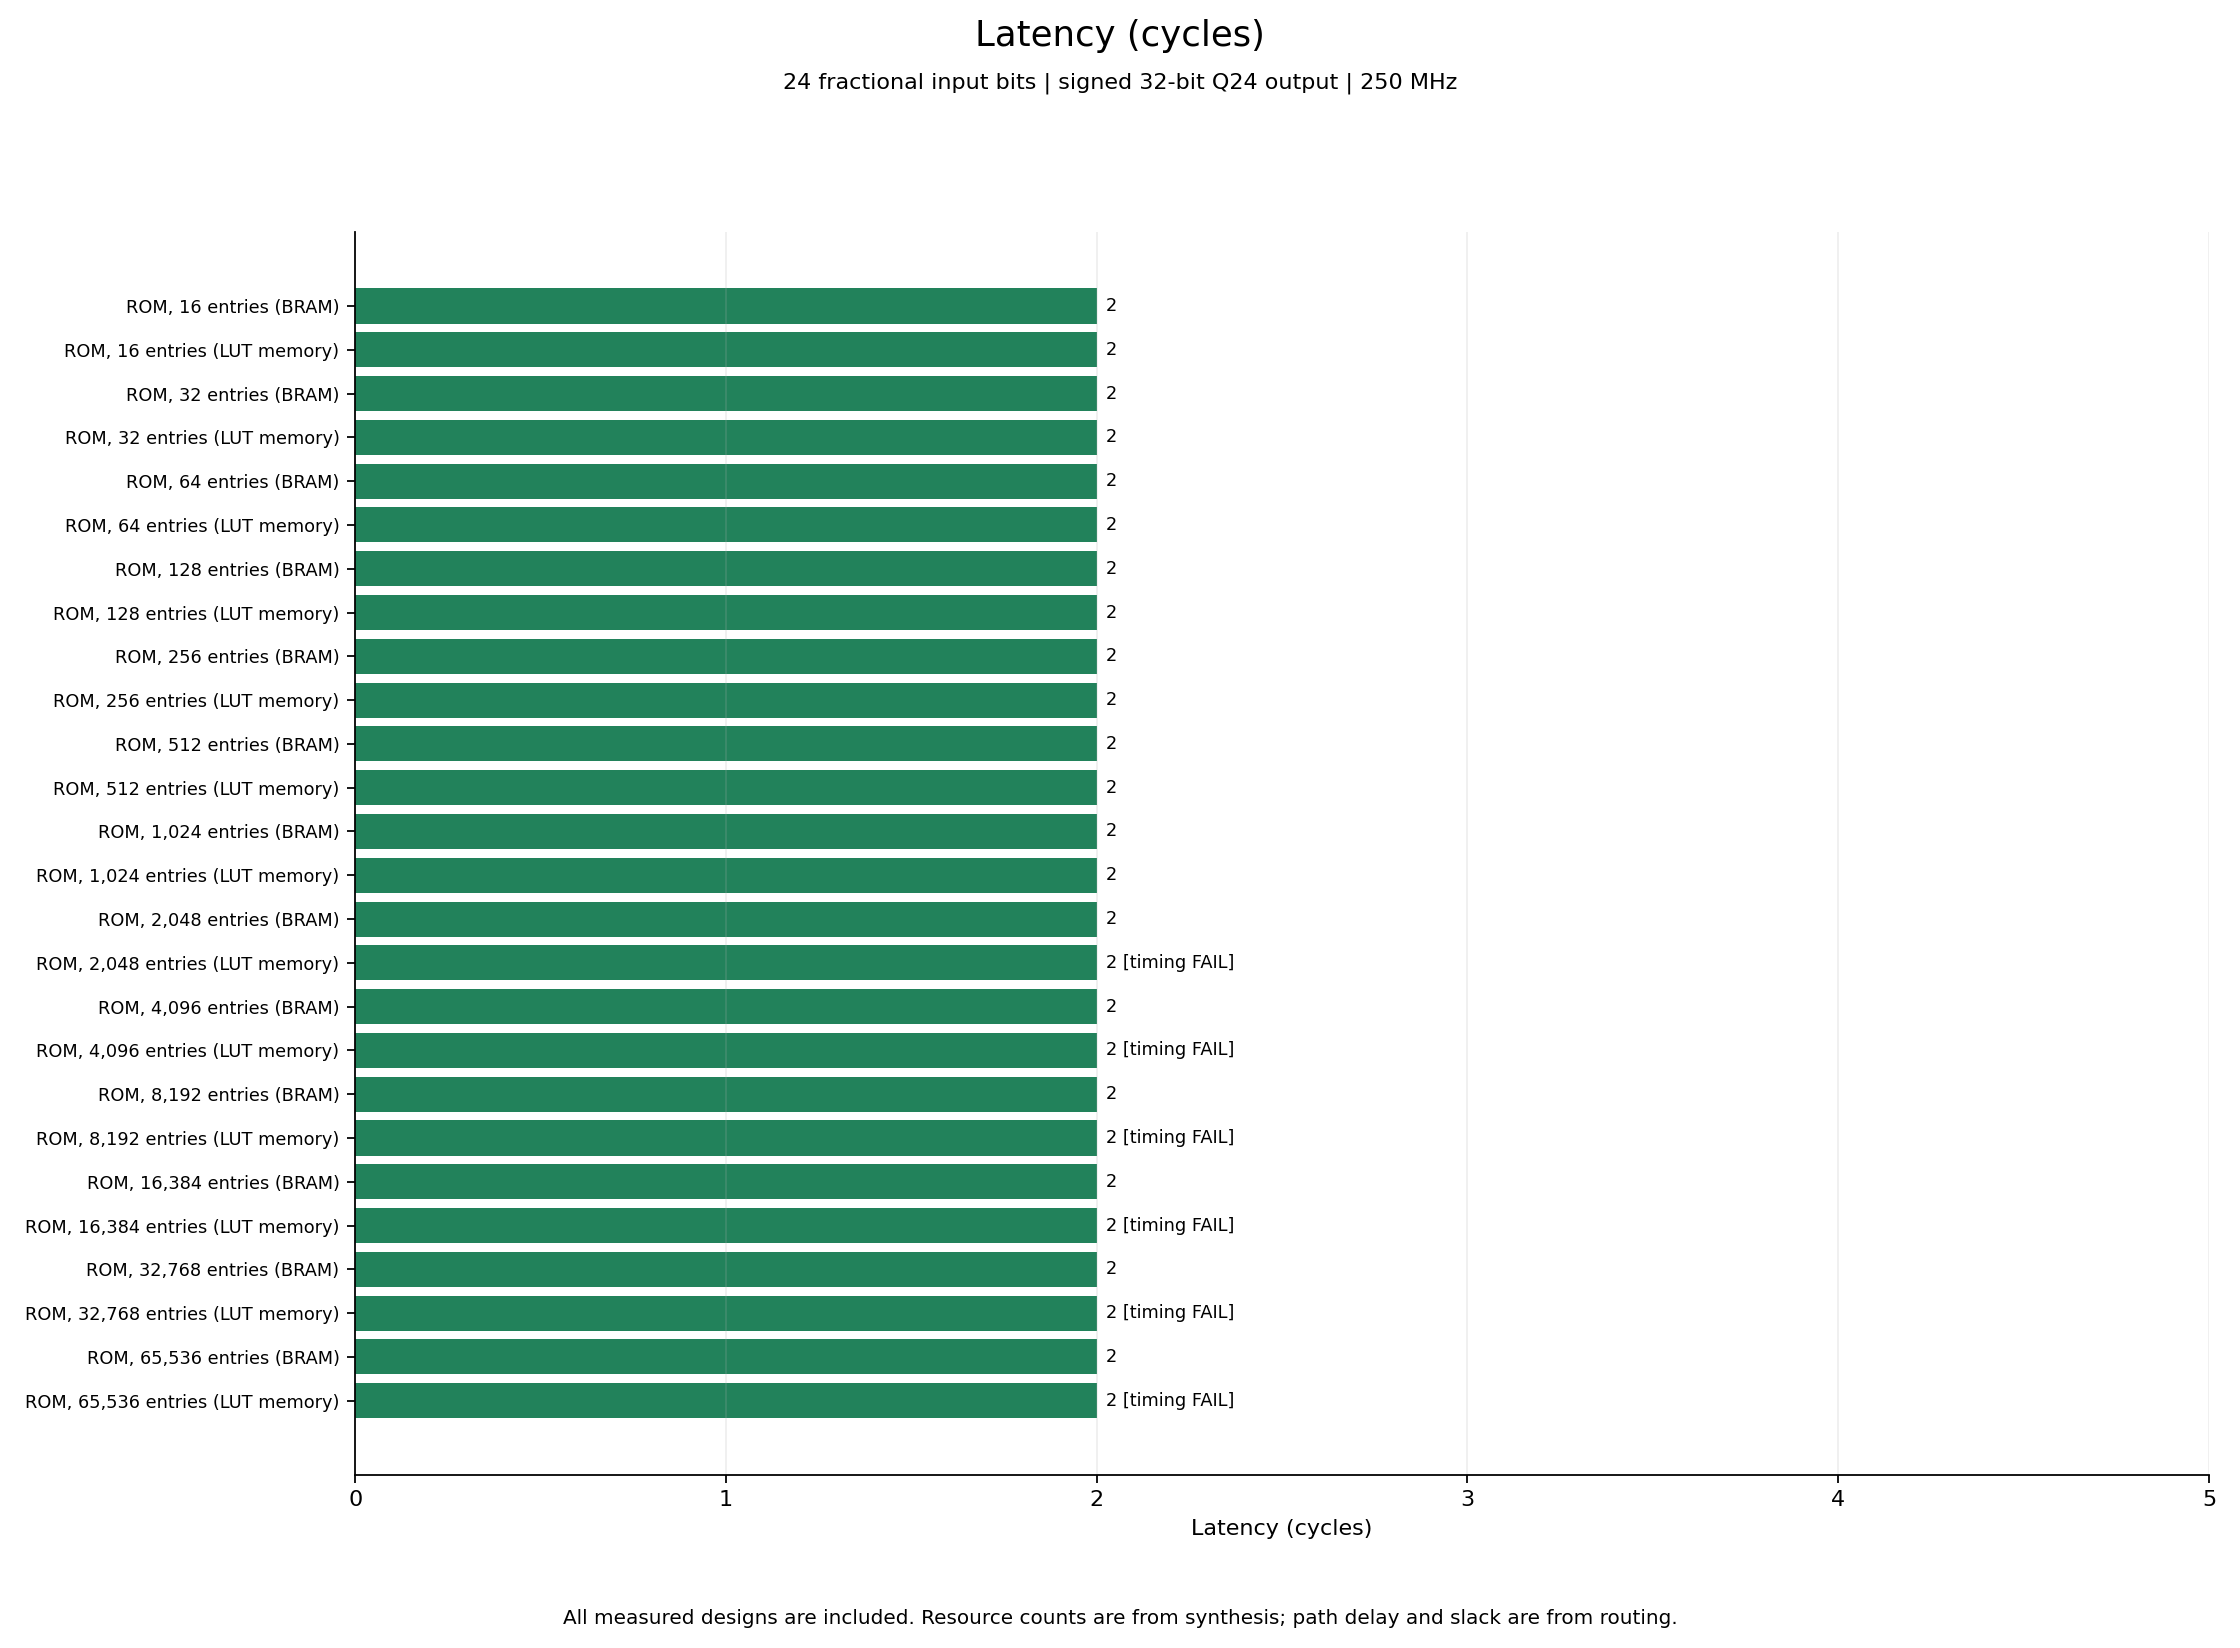 Latency (cycles)
24 fractional input bits | signed 32-bit Q24 output | 250 MHz
ROM, 16 entries (BRAM) 2
ROM, 16 entries (LUT memory) 2
ROM, 32 entries (BRAM) 2
ROM, 32 entries (LUT memory) 2
ROM, 64 entries (BRAM) 2
ROM, 64 entries (LUT memory) 2
ROM, 128 entries (BRAM) 2
ROM, 128 entries (LUT memory) 2
ROM, 256 entries (BRAM) 2
ROM, 256 entries (LUT memory) 2
ROM, 512 entries (BRAM) 2
ROM, 512 entries (LUT memory) 2
ROM, 1,024 entries (BRAM) 2
ROM, 1,024 entries (LUT memory) 2
ROM, 2,048 entries (BRAM) 2
ROM, 2,048 entries (LUT memory) 2 [timing FAIL]
ROM, 4,096 entries (BRAM) 2
ROM, 4,096 entries (LUT memory) 2 [timing FAIL]
ROM, 8,192 entries (BRAM) 2
ROM, 8,192 entries (LUT memory) 2 [timing FAIL]
ROM, 16,384 entries (BRAM) 2
ROM, 16,384 entries (LUT memory) 2 [timing FAIL]
ROM, 32,768 entries (BRAM) 2
ROM, 32,768 entries (LUT memory) 2 [timing FAIL]
ROM, 65,536 entries (BRAM) 2
ROM, 65,536 entries (LUT memory) 2 [timing FAIL]
0 1 2 3 4 5
Latency (cycles)
All measured designs are included. Resource counts are from synthesis; path delay and slack are from routing.